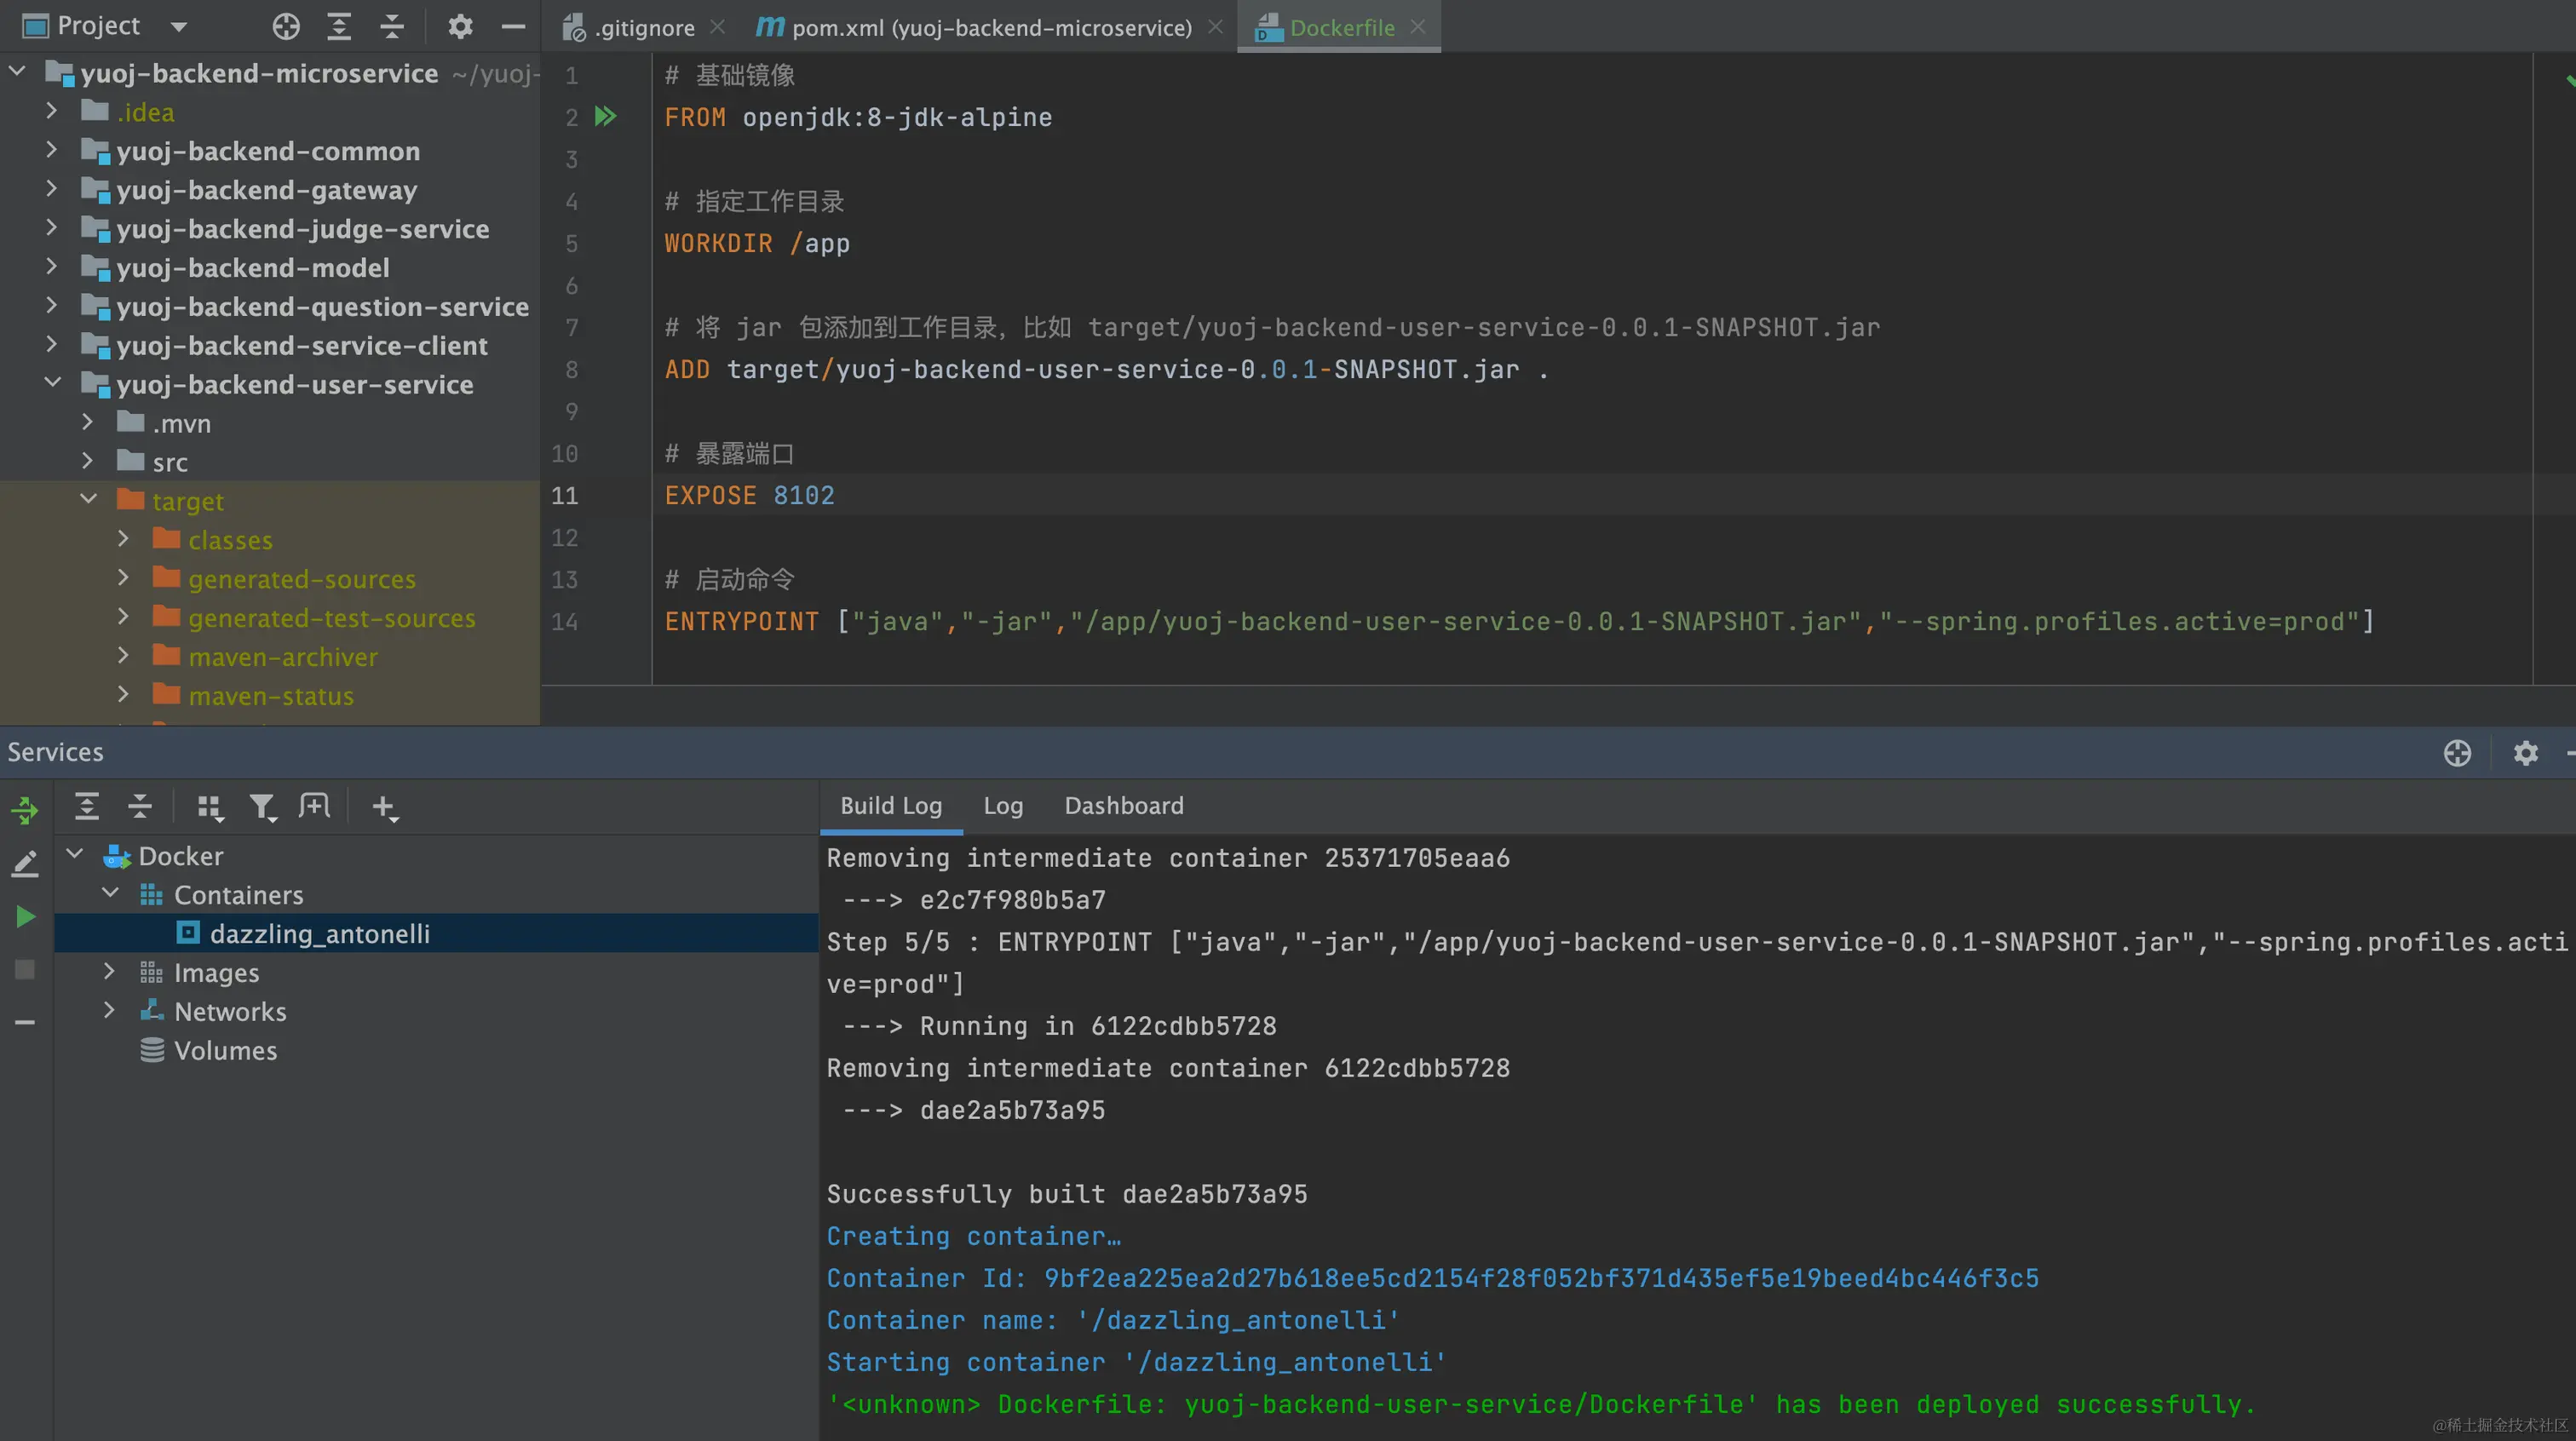 Project
yuoj-backend-microservice ~/yuoj-
.idea
yuoj-backend-common
yuoj-backend-gateway
yuoj-backend-judge-service
yuoj-backend-model
yuoj-backend-question-service
yuoj-backend-service-client
yuoj-backend-user-service
.mvn
src
target
classes
generated-sources
generated-test-sources
maven-archiver
maven-status
.gitignore
pom.xml (yuoj-backend-microservice)
Dockerfile
1 # 基础镜像
2 FROM openjdk:8-jdk-alpine
3
4 # 指定工作目录
5 WORKDIR /app
6
7 # 将 jar 包添加到工作目录，比如 target/yuoj-backend-user-service-0.0.1-SNAPSHOT.jar
8 ADD target/yuoj-backend-user-service-0.0.1-SNAPSHOT.jar .
9
10 # 暴露端口
11 EXPOSE 8102
12
13 # 启动命令
14 ENTRYPOINT ["java","-jar","/app/yuoj-backend-user-service-0.0.1-SNAPSHOT.jar","--spring.profiles.active=prod"]
Services
Docker
Containers
dazzling_antonelli
Images
Networks
Volumes
Build Log Log Dashboard
Removing intermediate container 25371705eaa6
---> e2c7f980b5a7
Step 5/5 : ENTRYPOINT ["java","-jar","/app/yuoj-backend-user-service-0.0.1-SNAPSHOT.jar","--spring.profiles.acti
ve=prod"]
---> Running in 6122cdbb5728
Removing intermediate container 6122cdbb5728
---> dae2a5b73a95
Successfully built dae2a5b73a95
Creating container…
Container Id: 9bf2ea225ea2d27b618ee5cd2154f28f052bf371d435ef5e19beed4bc446f3c5
Container name: '/dazzling_antonelli'
Starting container '/dazzling_antonelli'
'<unknown> Dockerfile: yuoj-backend-user-service/Dockerfile' has been deployed successfully.
@稀土掘金技术社区